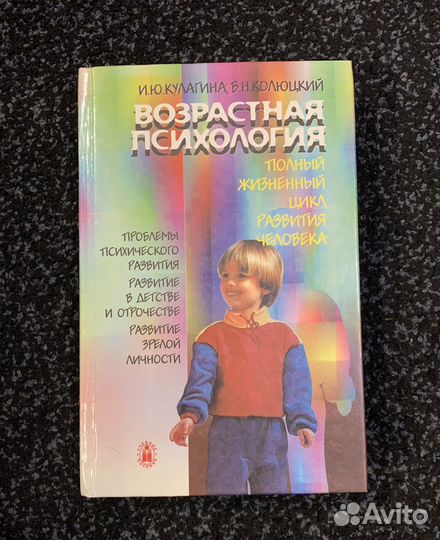 И.Ю.КУЛАГИНА, В.Н.КОЛЮЦКИЙ
ВОЗРАСТНАЯ
ПСИХОЛОГИЯ
ПОЛНЫЙ
ЖИЗНЕННЫЙ
ЦИКЛ
РАЗВИТИЯ
ЧЕЛОВЕКА
ПРОБЛЕМЫ
ПСИХИЧЕСКОГО
РАЗВИТИЯ
РАЗВИТИЕ
В ДЕТСТВЕ
И ОТРОЧЕСТВЕ
РАЗВИТИЕ
ЗРЕЛОЙ
ЛИЧНОСТИ
Avito